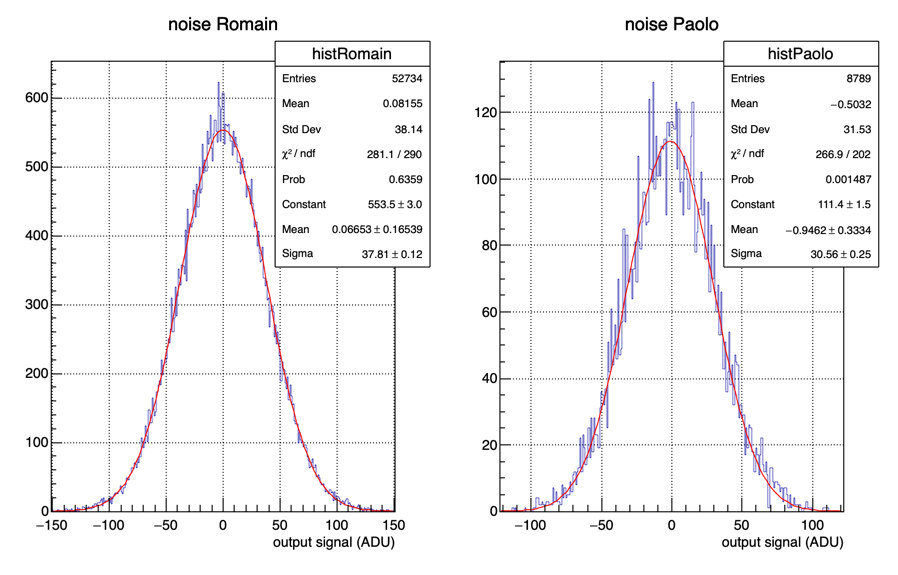 noise Romain
histRomain
Entries 52734
Mean 0.08155
Std Dev 38.14
χ² / ndf 281.1 / 290
Prob 0.6359
Constant 553.5 ± 3.0
Mean 0.06653 ± 0.16539
Sigma 37.81 ± 0.12
600
500
400
300
200
100
0
−150 −100 −50 0 50 100 150
output signal (ADU)
noise Paolo
histPaolo
Entries 8789
Mean −0.5032
Std Dev 31.53
χ² / ndf 266.9 / 202
Prob 0.001487
Constant 111.4 ± 1.5
Mean −0.9462 ± 0.3334
Sigma 30.56 ± 0.25
120
100
80
60
40
20
0
−100 −50 0 50 100
output signal (ADU)